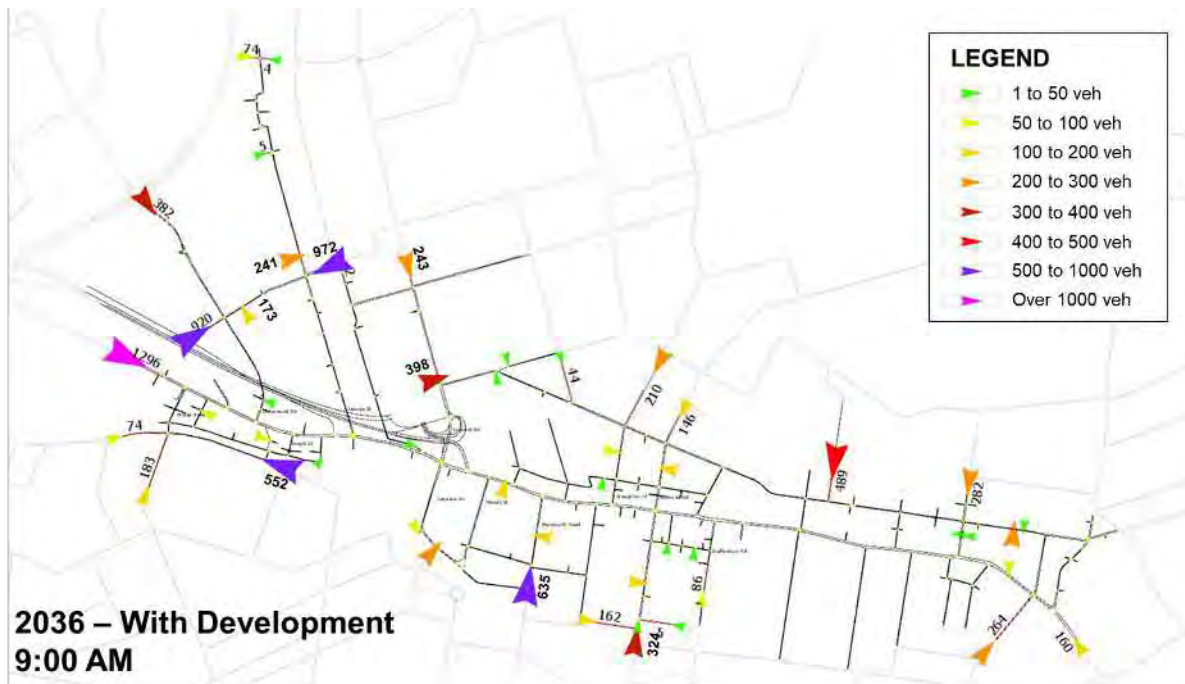 74
4
5
LEGEND
1 to 50 veh
50 to 100 veh
100 to 200 veh
200 to 300 veh
300 to 400 veh
400 to 500 veh
500 to 1000 veh
Over 1000 veh
382
241
972
243
173
920
1296
398
44
210
146
74
183
552
489
282
635
162
324
86
264
160
2036 – With Development
9:00 AM